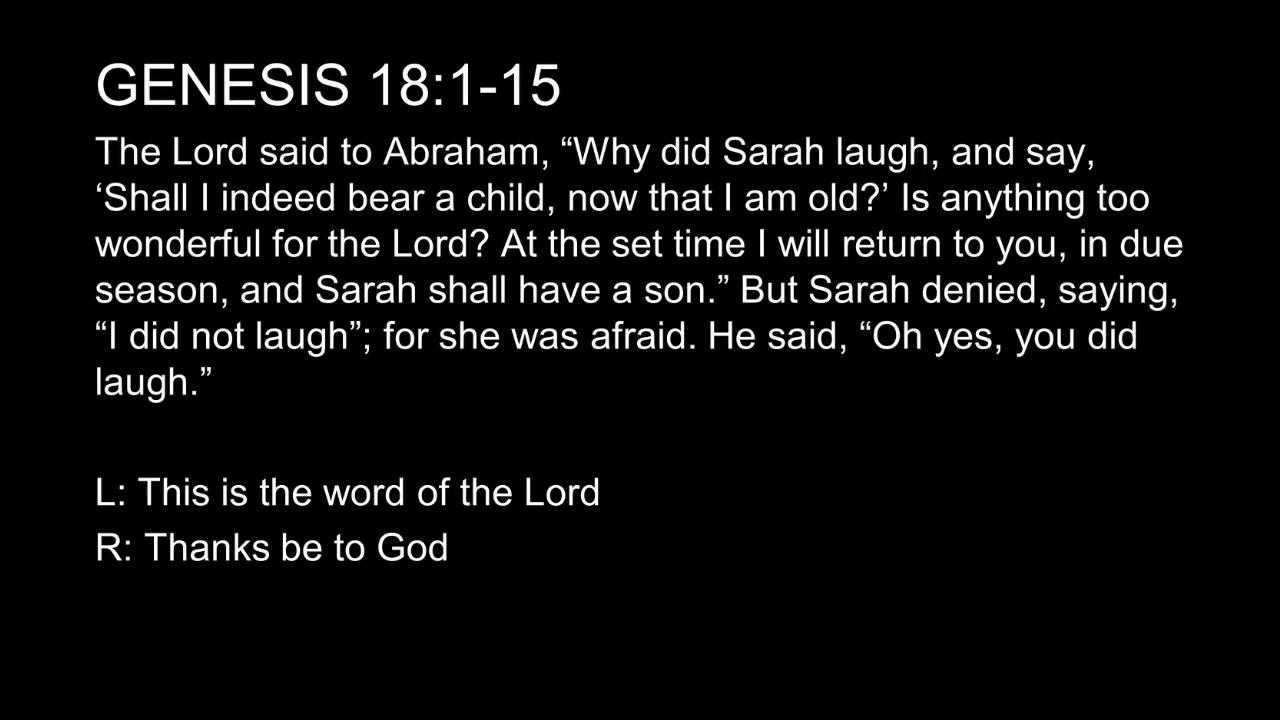 GENESIS 18:1-15
The Lord said to Abraham, “Why did Sarah laugh, and say,
‘Shall I indeed bear a child, now that I am old?’ Is anything too
wonderful for the Lord? At the set time I will return to you, in due
season, and Sarah shall have a son.” But Sarah denied, saying,
“I did not laugh”; for she was afraid. He said, “Oh yes, you did
laugh.”
L: This is the word of the Lord
R: Thanks be to God